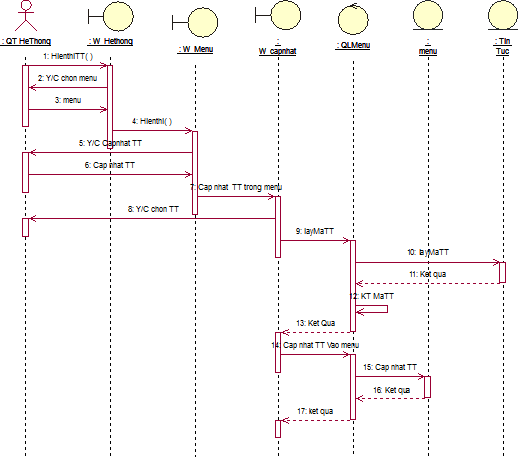 : QT HeThong
: W_Hethong
: W_Menu
:
W_capnhat
: QLMenu
:
menu
: Tin
Tuc
1: HienthiTT( )
2: Y/C chon menu
3: menu
4: Hienthi( )
5: Y/C Capnhat TT
6: Cap nhat TT
7: Cap nhat TT trong menu
8: Y/C chon TT
9: layMaTT
10: layMaTT
11: Ket qua
12: KT MaTT
13: Ket Qua
14: Cap nhat TT Vao menu
15: Cap nhat TT
16: Ket qua
17: ket qua